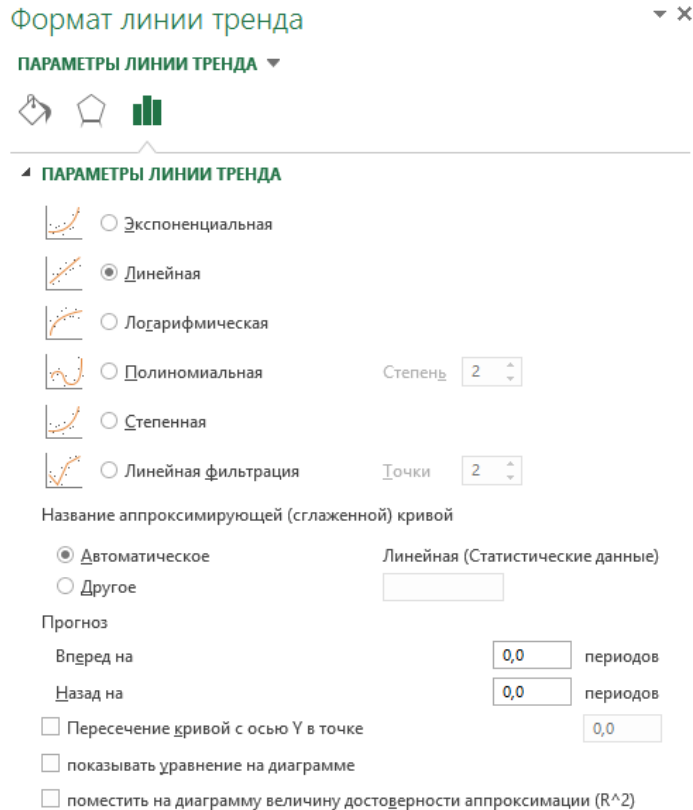 Формат линии тренда
ПАРАМЕТРЫ ЛИНИИ ТРЕНДА
ПАРАМЕТРЫ ЛИНИИ ТРЕНДА
Экспоненциальная
Линейная
Логарифмическая
Полиномиальная Степень 2
Степенная
Линейная фильтрация Точки 2
Название аппроксимирующей (сглаженной) кривой
Автоматическое Линейная (Статистические данные)
Другое
Прогноз
Вперед на 0,0 периодов
Назад на 0,0 периодов
Пересечение кривой с осью Y в точке 0,0
показывать уравнение на диаграмме
поместить на диаграмму величину достоверности аппроксимации (R^2)